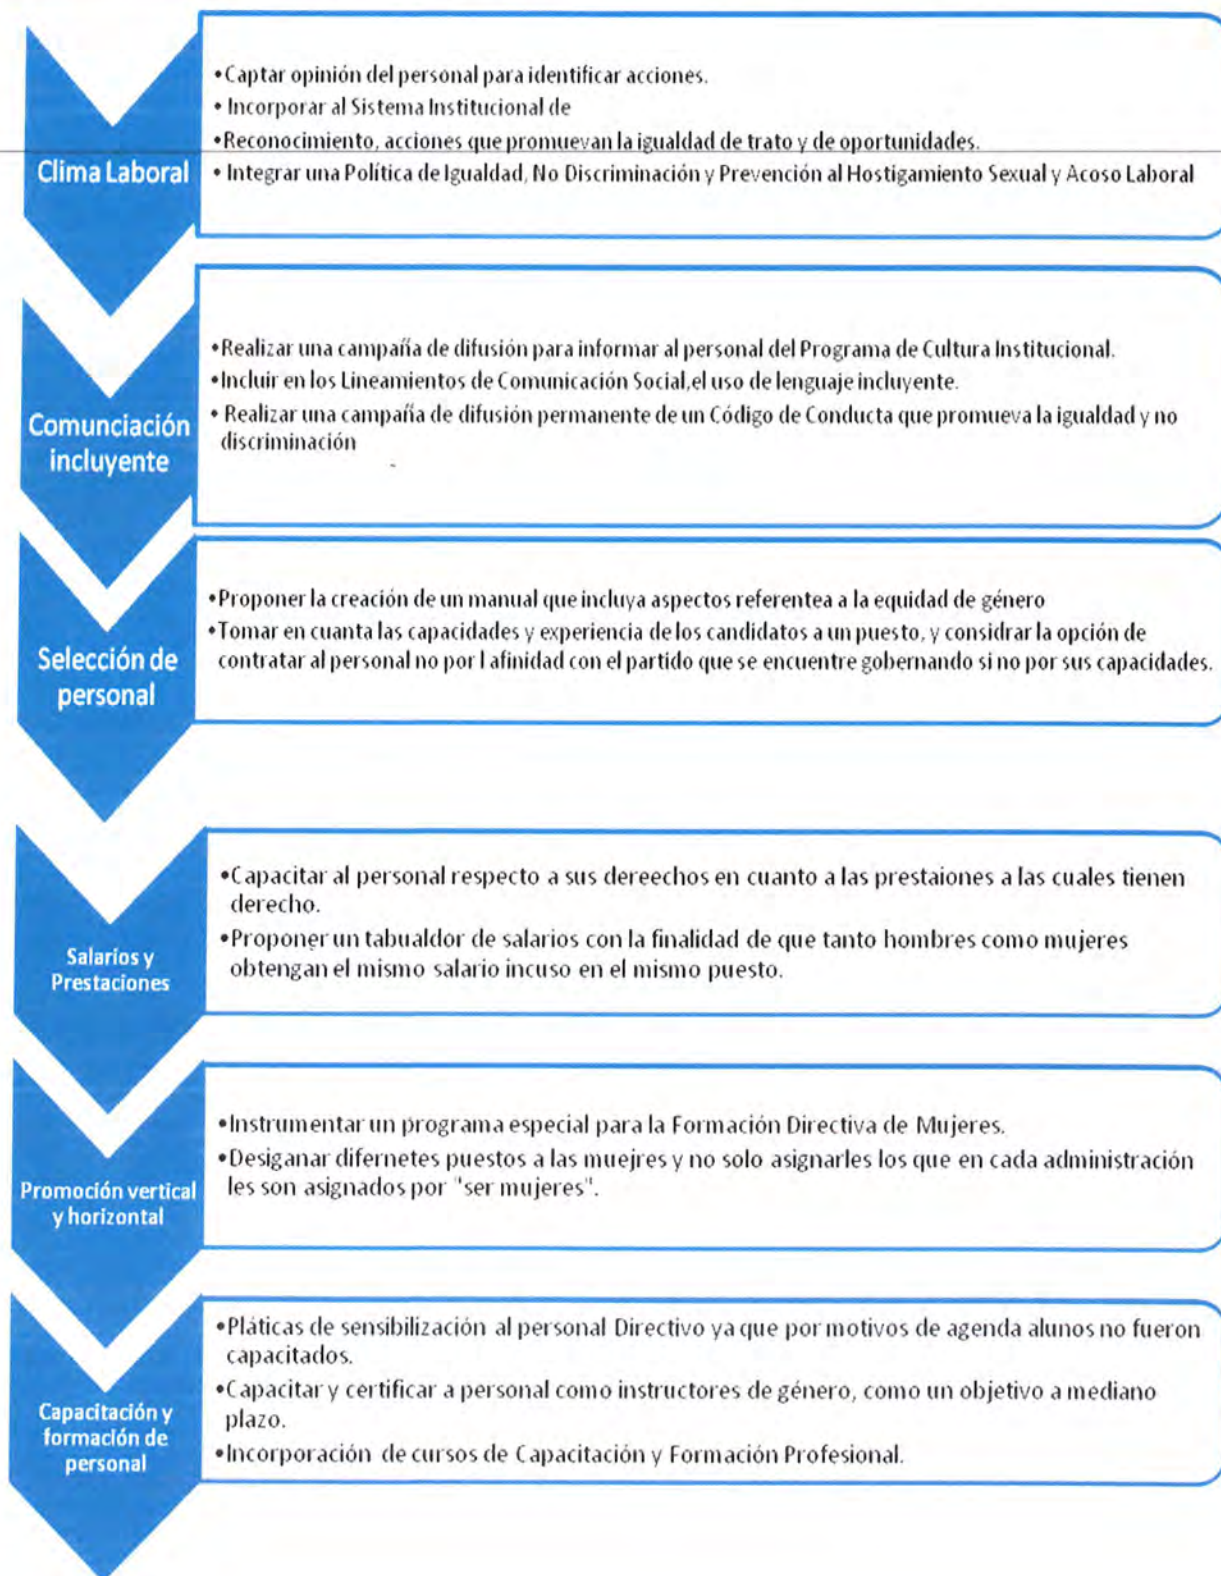 Clima Laboral
•Captar opinión del personal para identificar acciones.
• Incorporar al Sistema Institucional de
•Reconocimiento, acciones que promuevan la igualdad de trato y de oportunidades.
• Integrar una Política de Igualdad, No Discriminación y Prevención al Hostigamiento Sexual y Acoso Laboral
Comunciación
incluyente
•Realizar una campaña de difusión para informar al personal del Programa de Cultura Institucional.
•Incluir en los Lineamientos de Comunicación Social,el uso de lenguaje incluyente.
• Realizar una campaña de difusión permanente de un Código de Conducta que promueva la igualdad y no
discriminación
Selección de
personal
•Proponer la creación de un manual que incluya aspectos referentea a la equidad de género
•Tomar en cuanta las capacidades y experiencia de los candidatos a un puesto, y considrar la opción de
contratar al personal no por l afinidad con el partido que se encuentre gobernando si no por sus capacidades.
Salarios y
Prestaciones
•Capacitar al personal respecto a sus dereechos en cuanto a las prestaiones a las cuales tienen
derecho.
•Proponer un tabualdor de salarios con la finalidad de que tanto hombres como mujeres
obtengan el mismo salario incuso en el mismo puesto.
Promoción vertical
y horizontal
•Instrumentar un programa especial para la Formación Directiva de Mujeres.
•Desiganar difernetes puestos a las muejres y no solo asignarles los que en cada administración
les son asignados por "ser mujeres".
Capacitación y
formación de
personal
•Pláticas de sensibilización al personal Directivo ya que por motivos de agenda alunos no fueron
capacitados.
•Capacitar y certificar a personal como instructores de género, como un objetivo a mediano
plazo.
•Incorporación de cursos de Capacitación y Formación Profesional.